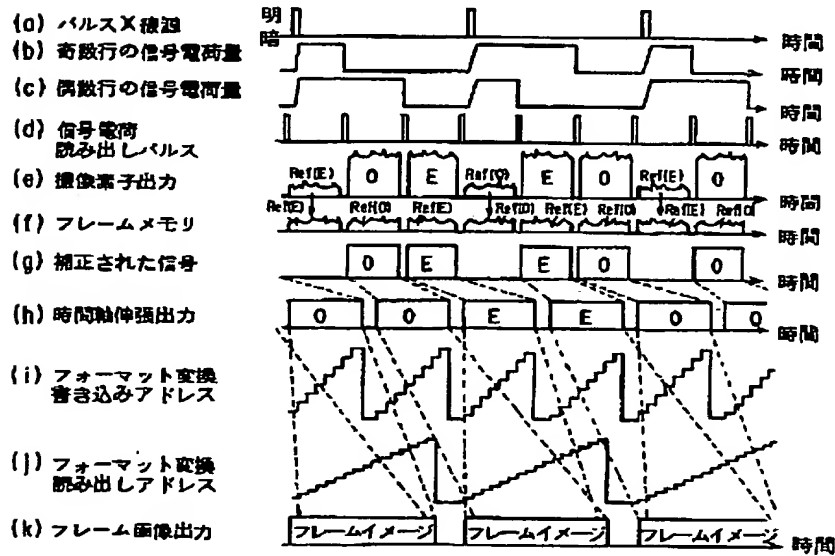 (a) パルスX線源
明
暗
時間
(b) 奇数行の信号電荷量
時間
(c) 偶数行の信号電荷量
時間
(d) 信号電荷
読み出しパルス
時間
(e) 撮像素子出力
Ref(E) O E Ref(O) E O Ref(E) O
時間
(f) フレームメモリ
Ref(E) Ref(O) Ref(E) Ref(O) Ref(E) Ref(O) Ref(E) Ref(O)
時間
(g) 補正された信号
O E E O O
時間
(h) 時間軸伸張出力
O O E E O O
時間
(i) フォーマット変換
書き込みアドレス
(j) フォーマット変換
読み出しアドレス
(k) フレーム画像出力
フレームイメージ フレームイメージ フレームイメージ
時間